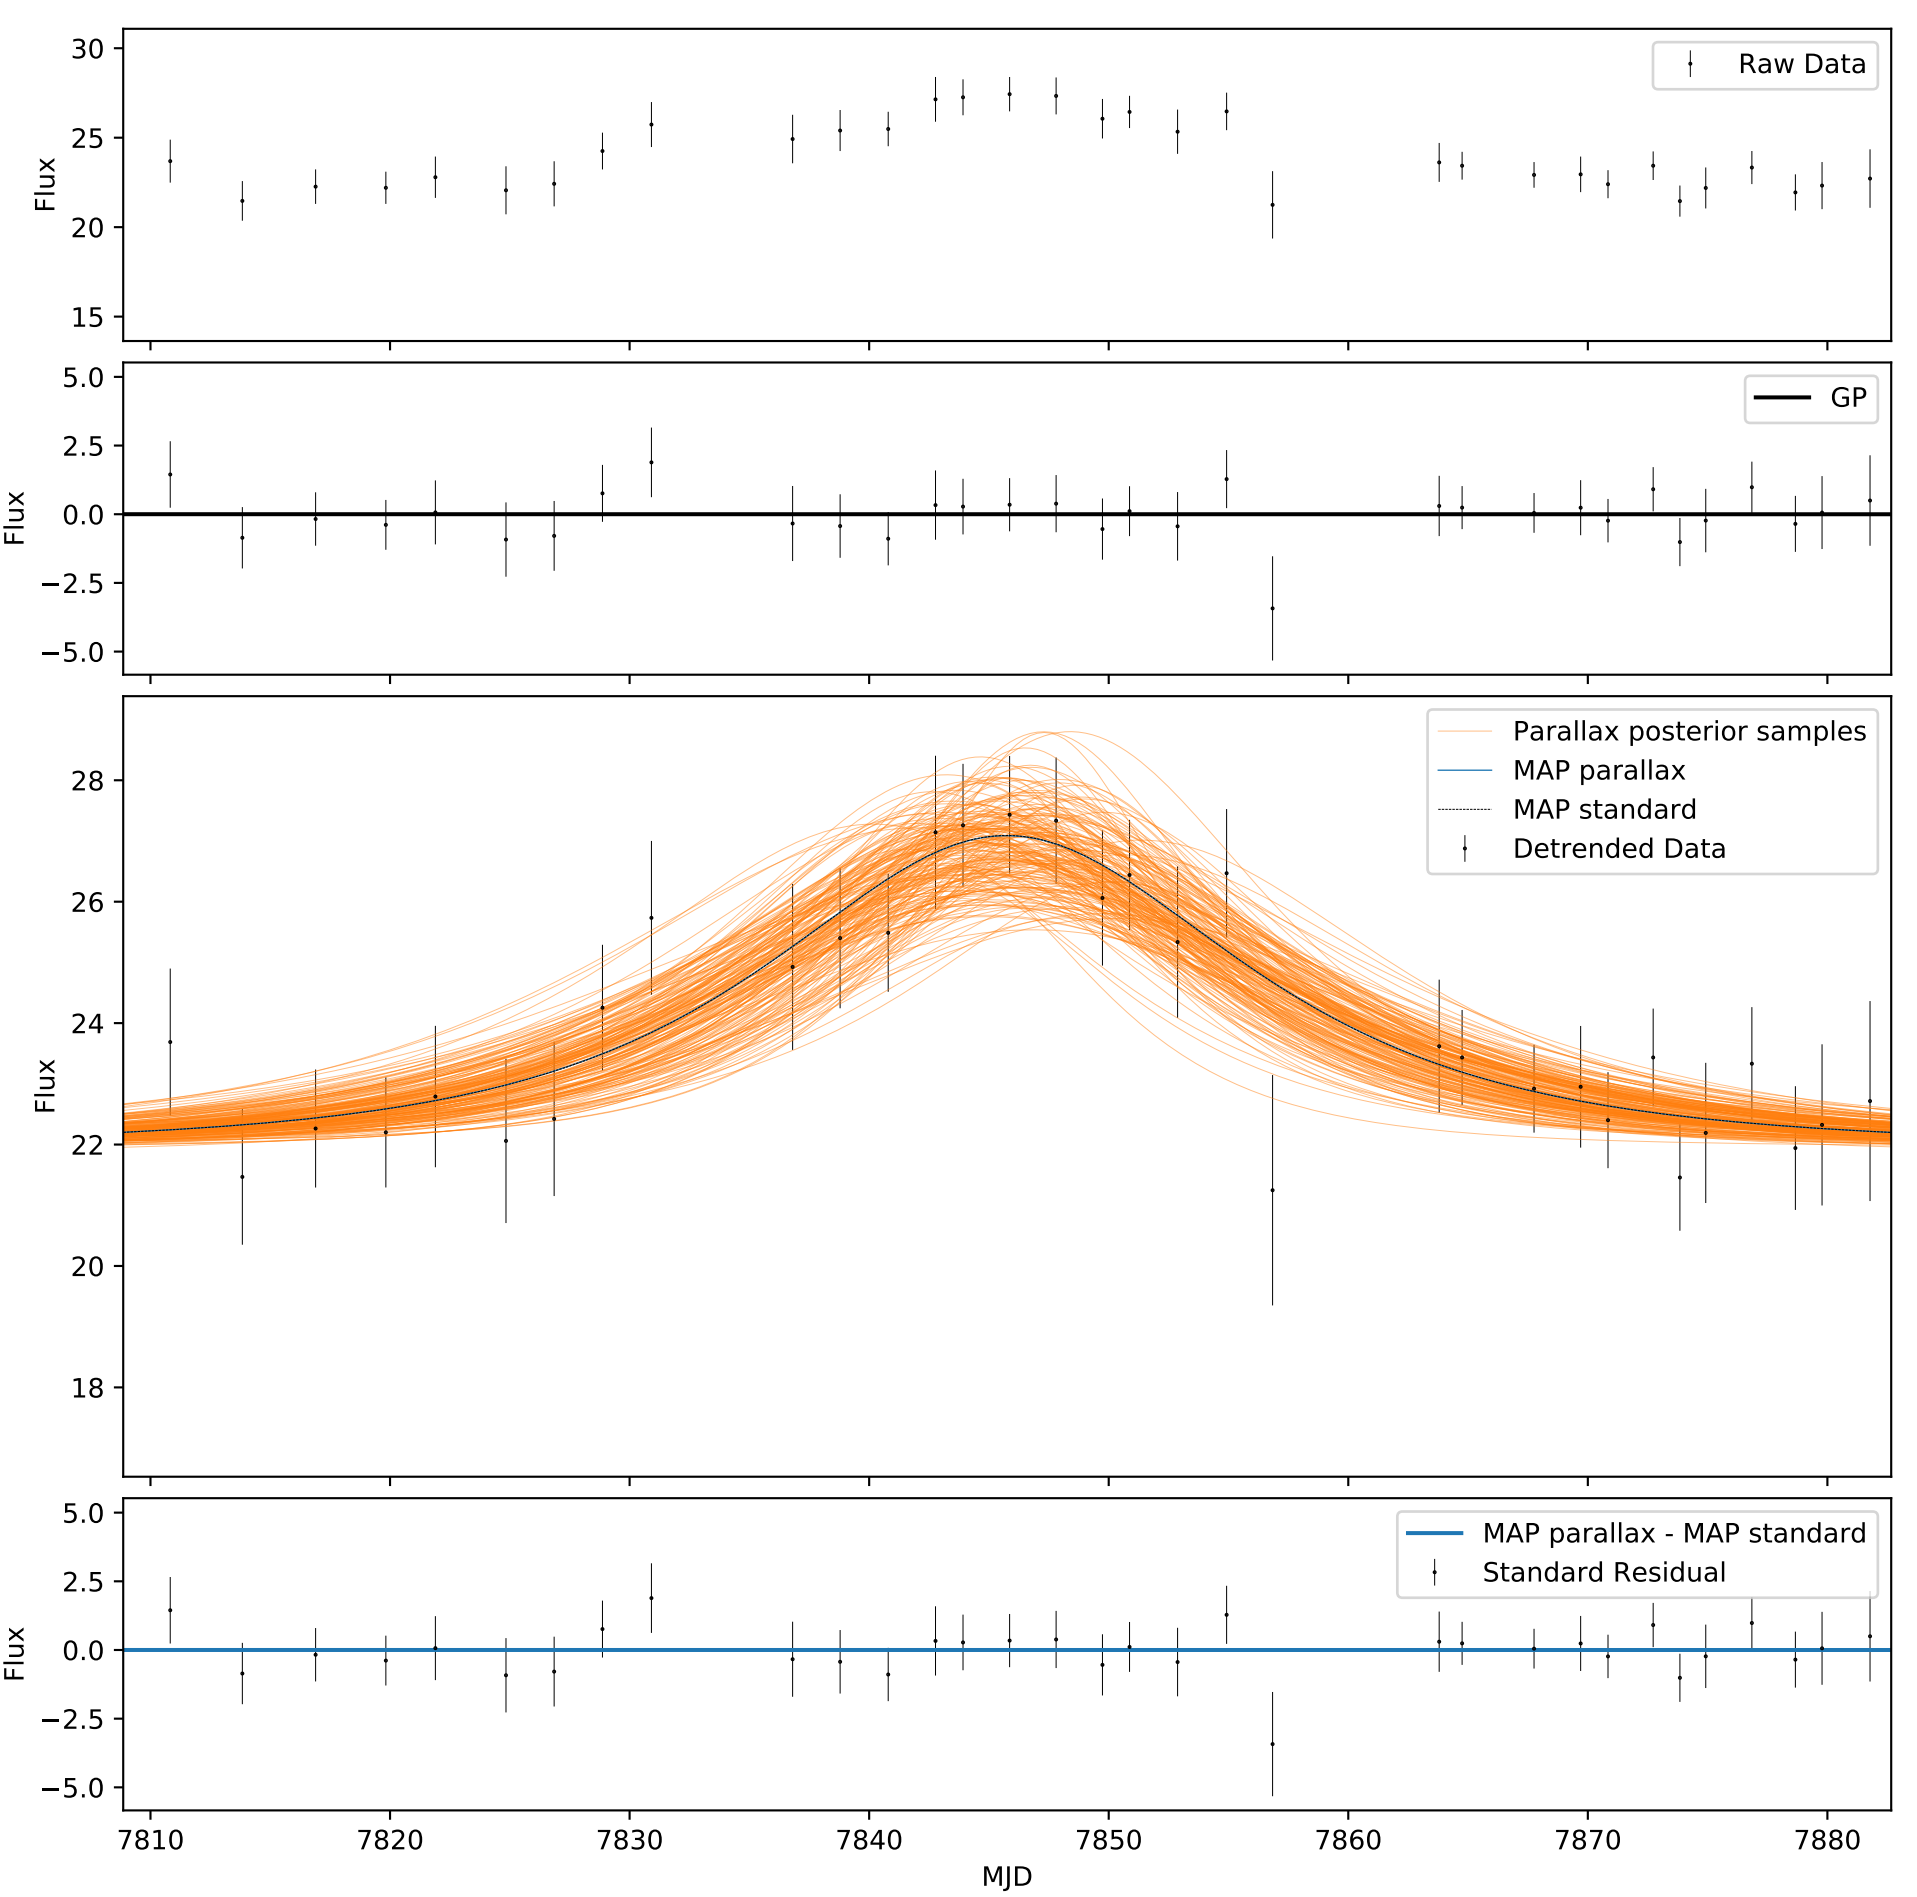 30
25
20
15
Flux
Raw Data
5.0
2.5
0.0
−2.5
−5.0
Flux
GP
28
26
24
22
20
18
Flux
Parallax posterior samples
MAP parallax
MAP standard
Detrended Data
5.0
2.5
0.0
−2.5
−5.0
Flux
MAP parallax - MAP standard
Standard Residual
7810 7820 7830 7840 7850 7860 7870 7880
MJD